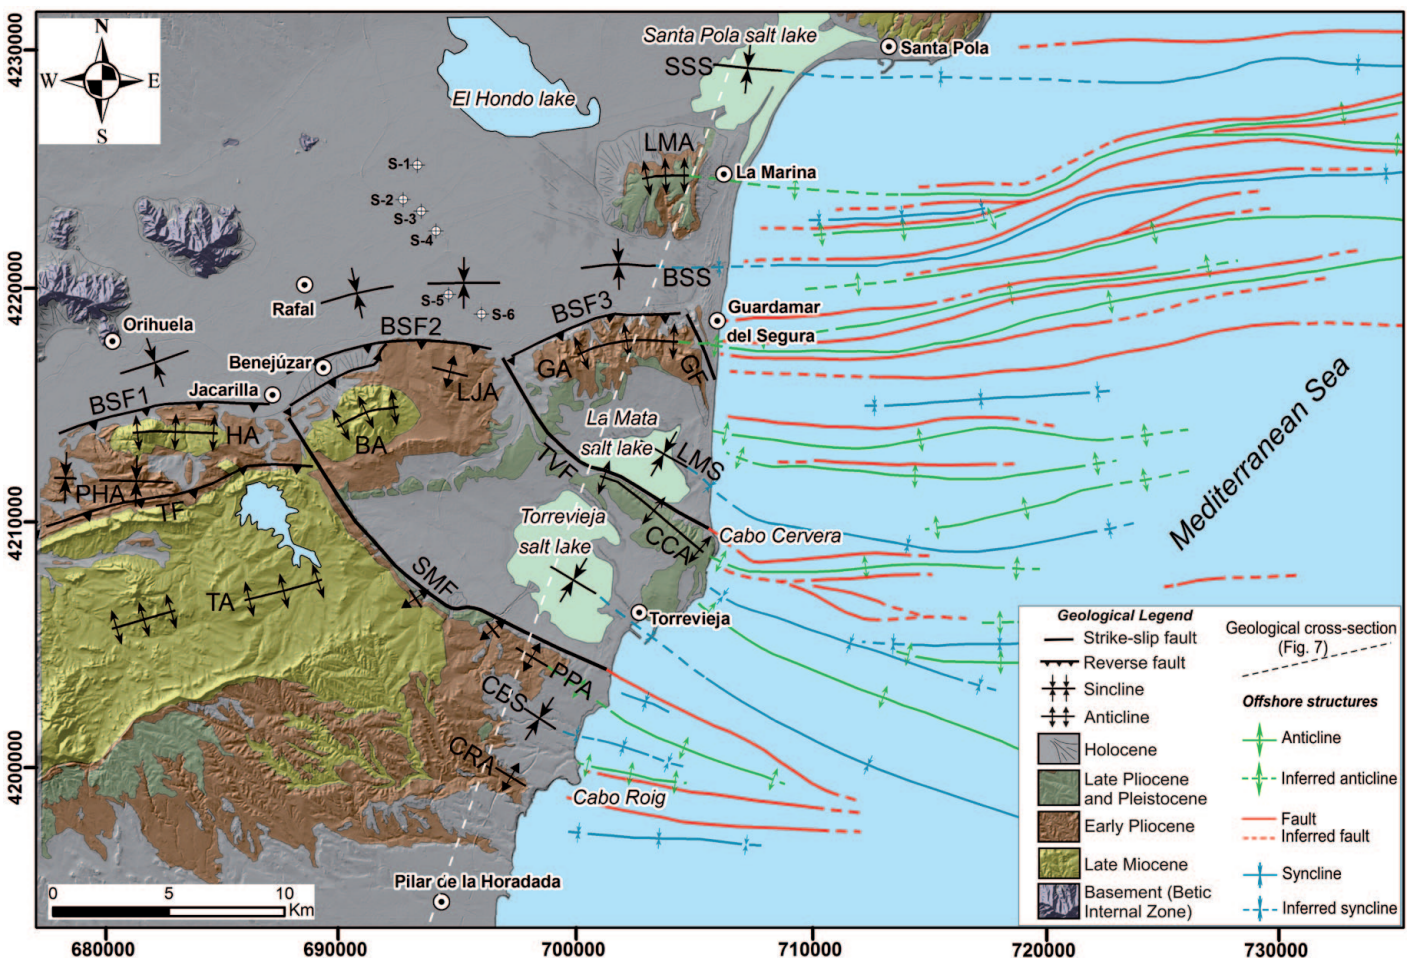 N
W
E
S
4230000
4220000
4210000
4200000
680000
690000
700000
710000
720000
730000
Santa Pola salt lake
Santa Pola
SSS
El Hondo lake
LMA
La Marina
S-1
S-2
S-3
S-4
S-5
S-6
BSS
Rafal
Orihuela
BSF3
BSF2
Guardamar
del Segura
Benejúzar
Jacarilla
BSF1
GA
GF
LJA
HA
BA
La Mata
salt lake
LMS
TVF
PHA
TF
Torrevieja
salt lake
CCA
Cabo Cervera
SMF
TA
Torrevieja
PPA
CBS
CRA
Cabo Roig
Pilar de la Horadada
Mediterranean Sea
0
5
10
Km
Geological Legend
Strike-slip fault
Reverse fault
Sincline
Anticline
Holocene
Late Pliocene
and Pleistocene
Early Pliocene
Late Miocene
Basement (Betic
Internal Zone)
Geological cross-section
(Fig. 7)
Offshore structures
Anticline
Inferred anticline
Fault
Inferred fault
Syncline
Inferred syncline